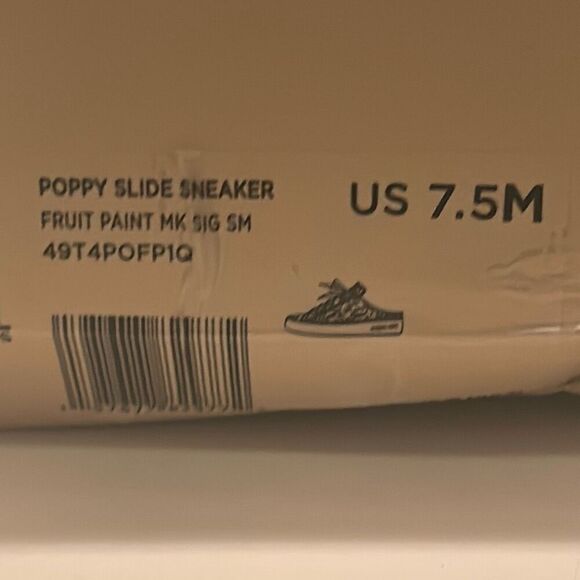 POPPY SLIDE SNEAKER
FRUIT PAINT MK SIG SM
49T4POFP1Q
US 7.5M